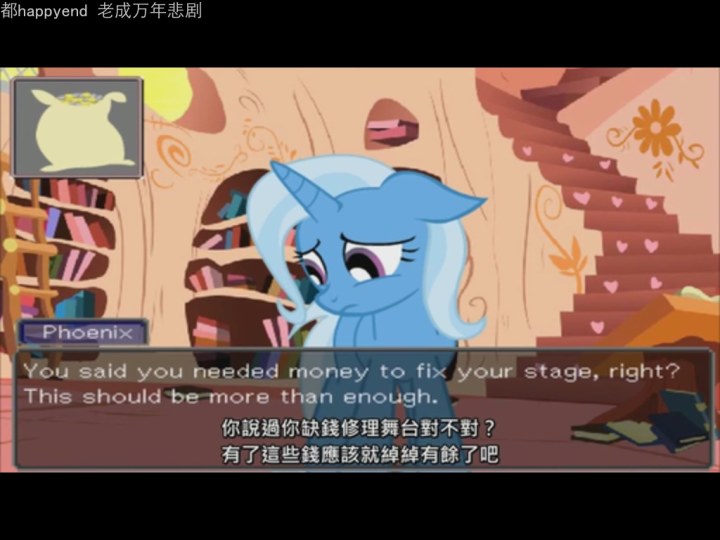 都happyend 老成万年悲剧
Phoenix
You said you needed money to fix your stage, right?
This should be more than enough.
你說過你缺錢修理舞台對不對？
有了這些錢應該就綽綽有餘了吧